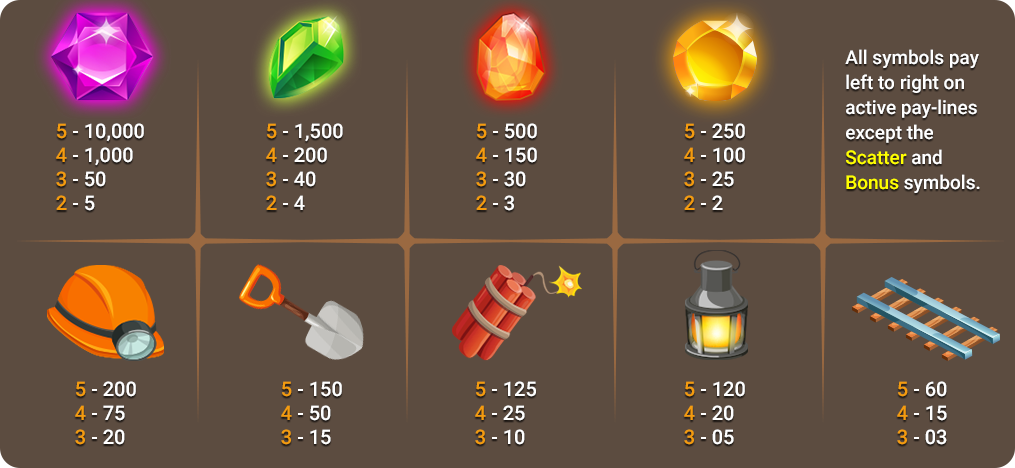 5 - 10,000
4 - 1,000
3 - 50
2 - 5
5 - 1,500
4 - 200
3 - 40
2 - 4
5 - 500
4 - 150
3 - 30
2 - 3
5 - 250
4 - 100
3 - 25
2 - 2
All symbols pay
left to right on
active pay-lines
except the
Scatter and
Bonus symbols.
5 - 200
4 - 75
3 - 20
5 - 150
4 - 50
3 - 15
5 - 125
4 - 25
3 - 10
5 - 120
4 - 20
3 - 05
5 - 60
4 - 15
3 - 03